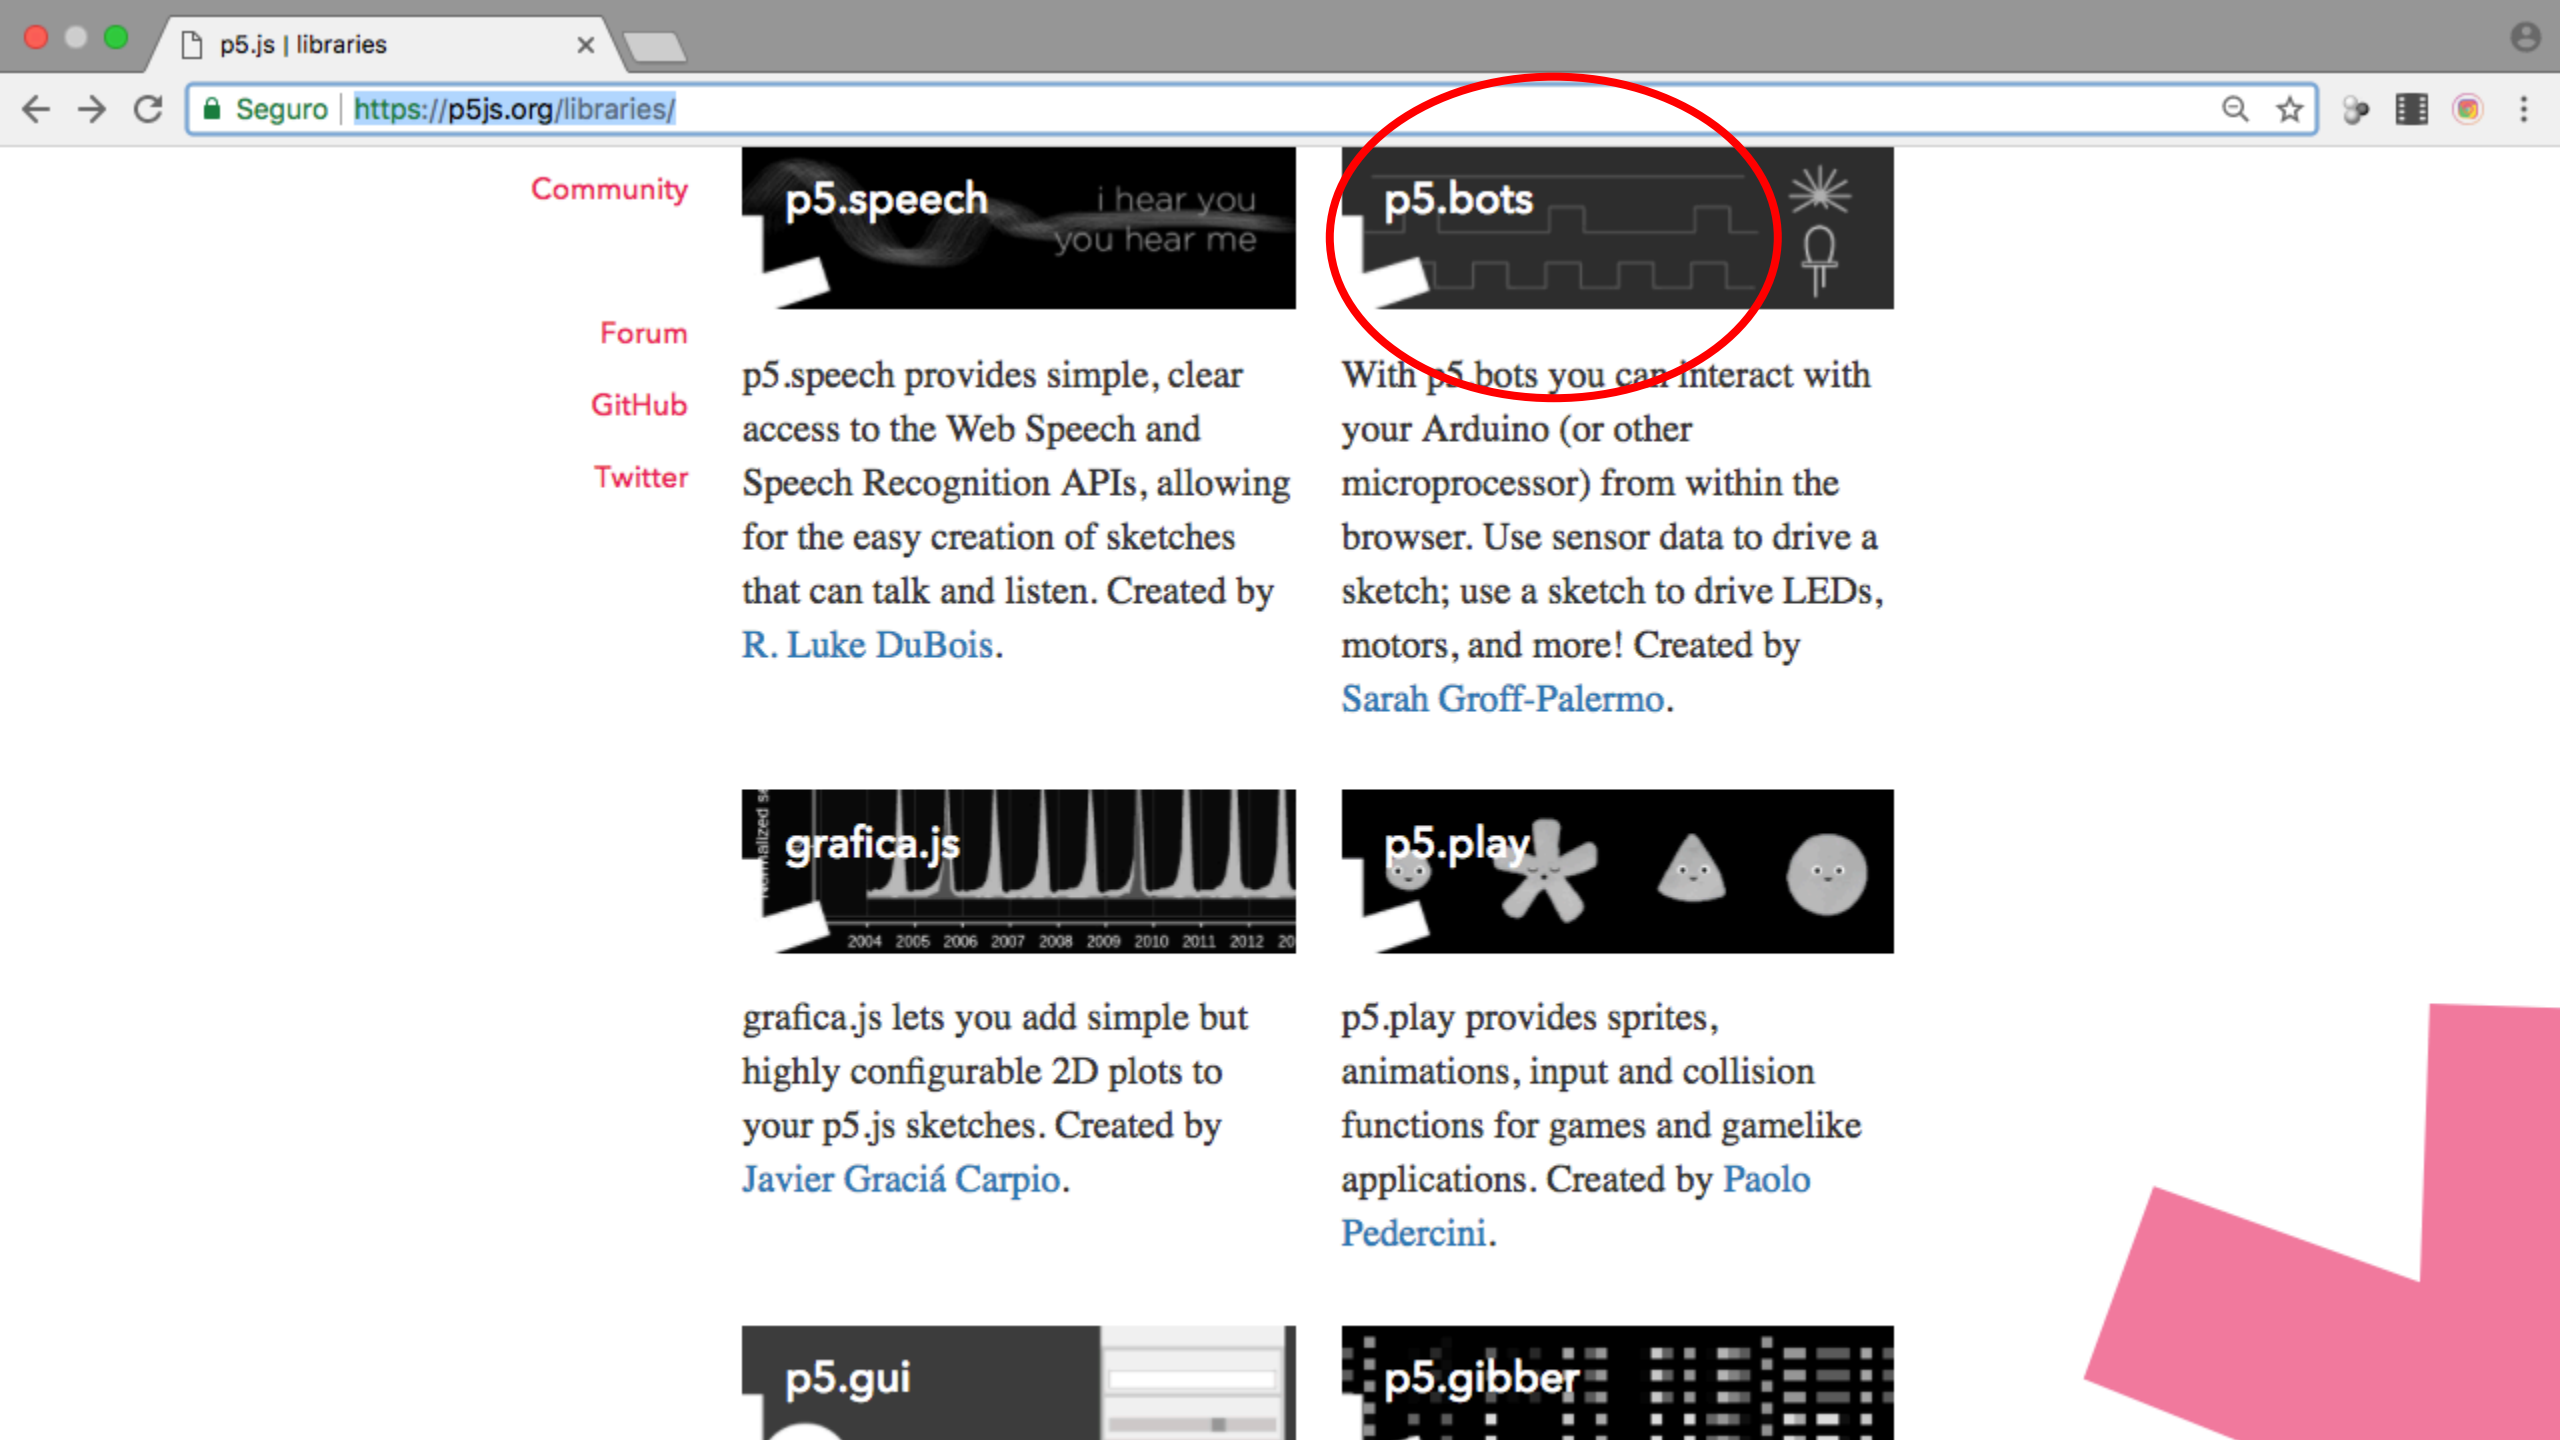 p5.js | libraries
Seguro
https://p5js.org/libraries/
Community
Forum
GitHub
Twitter
p5.speech
i hear you
you hear me
p5.speech provides simple, clear
access to the Web Speech and
Speech Recognition APIs, allowing
for the easy creation of sketches
that can talk and listen. Created by
R. Luke DuBois.
p5.bots
With p5.bots you can interact with
your Arduino (or other
microprocessor) from within the
browser. Use sensor data to drive a
sketch; use a sketch to drive LEDs,
motors, and more! Created by
Sarah Groff-Palermo.
grafica.js
2004 2005 2006 2007 2008 2009 2010 2011 2012 20
grafica.js lets you add simple but
highly configurable 2D plots to
your p5.js sketches. Created by
Javier Graciá Carpio.
p5.play
p5.play provides sprites,
animations, input and collision
functions for games and gamelike
applications. Created by Paolo
Pedercini.
p5.gui
p5.gibber